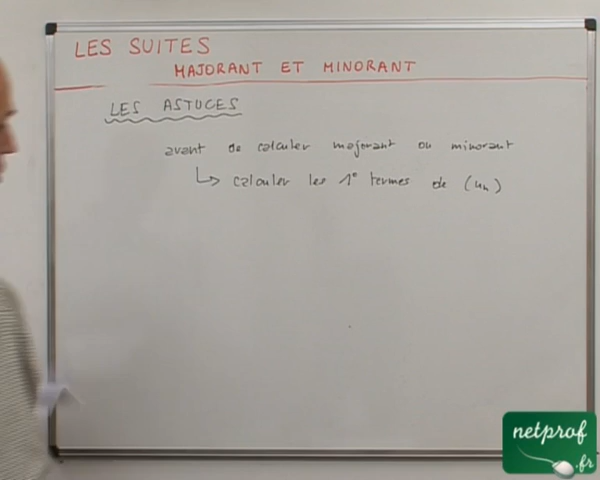 LES SUITES
MAJORANT ET MINORANT
LES ASTUCES
avant de calculer majorant ou minorant
↳ calculer les 1° termes de (un)
netprof
.fr